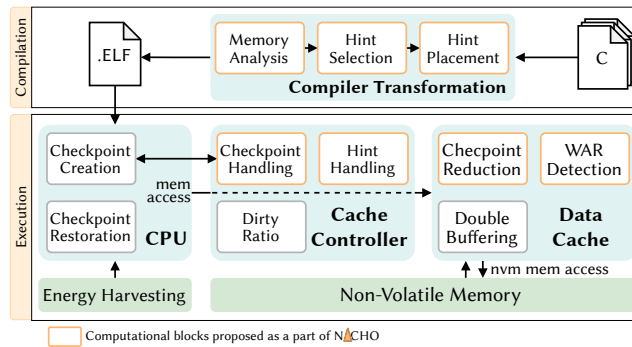 Compilation
.ELF
Memory
Analysis
Hint
Selection
Hint
Placement
Compiler Transformation
C
Execution
Checkpoint
Creation
Checkpoint
Restoration
CPU
mem
access
Checkpoint
Handling
Hint
Handling
Dirty
Ratio
Cache
Controller
Checpoint
Reduction
WAR
Detection
Double
Buffering
Data
Cache
nvm mem access
Energy Harvesting
Non-Volatile Memory
Computational blocks proposed as a part of NACHO